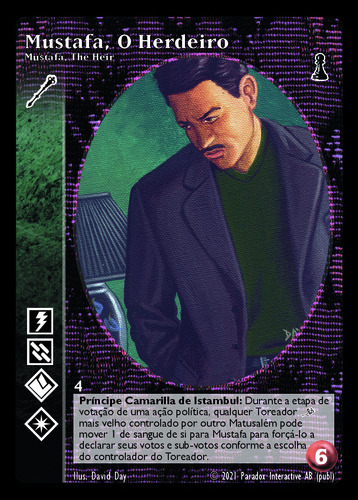 Mustafa, O Herdeiro
Mustafa, The Heir
4
Príncipe Camarilla de Istambul: Durante a etapa de
votação de uma ação política, qualquer Toreador
mais velho controlado por outro Matusalém pode
mover 1 de sangue de si para Mustafa para forçá-lo a
declarar seus votos e sub-votos conforme a escolha
do controlador do Toreador.
6
Ilus. David Day
© 2021 Paradox Interactive AB (publ)